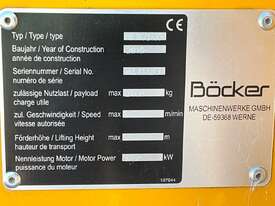 Typ / Type / type
Baujahr / Year of Construction
année de construction
Seriennummer / Serial No.
numéro de série
zulässige Nutzlast / payload max kg
charge utile
zul. Geschwindigkeit / Speed max m/min
vitesse autorisée
Förderhöhe / Lifting Height max m
hauteur de transport
Nennleistung Motor / Motor Power kW
puissance du moteur
CE
Böcker
MASCHINENWERKE GMBH
DE-59368 WERNE